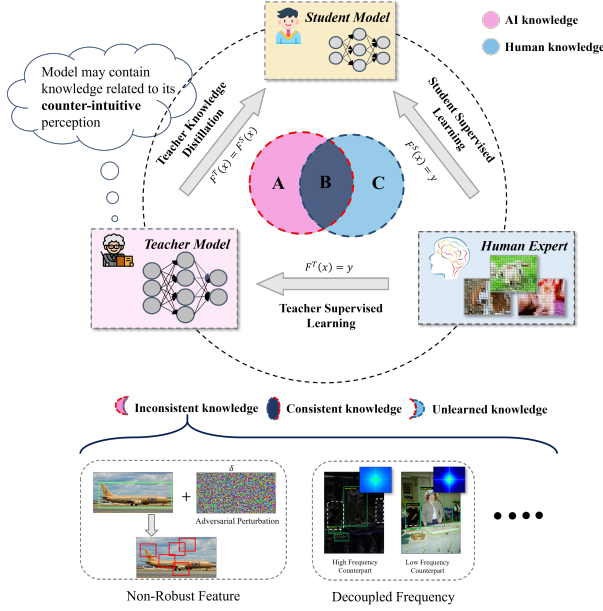 Student Model
AI knowledge
Human knowledge
Model may contain
knowledge related to its
counter-intuitive
perception
Teacher Knowledge
Distillation
F^T(x) = F^S(x)
Student Supervised
Learning
F^S(x) = y
A
B
C
Teacher Model
Human Expert
F^T(x) = y
Teacher Supervised
Learning
Inconsistent knowledge
Consistent knowledge
Unlearned knowledge
δ
+
Adversarial Perturbation
High Frequency
Counterpart
Low Frequency
Counterpart
Non-Robust Feature
Decoupled Frequency